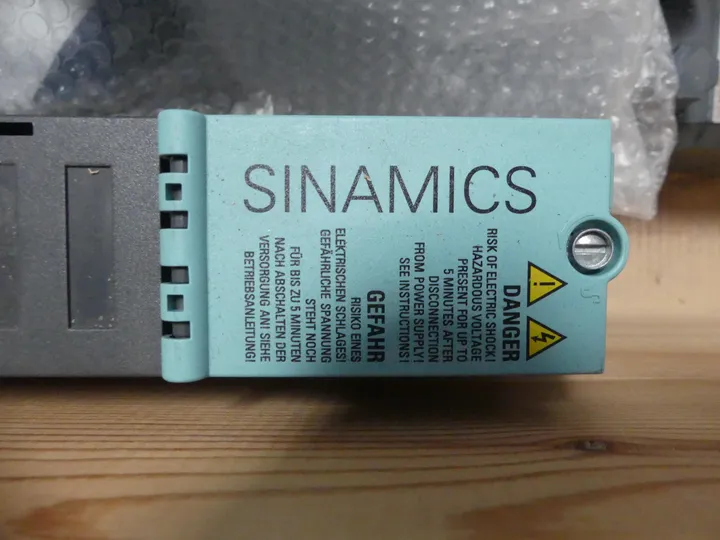 SINAMICS
DANGER
RISK OF ELECTRIC SHOCK!
HAZARDOUS VOLTAGE
PRESENT FOR UP TO
5 MINUTES AFTER
DISCONNECTION
FROM POWER SUPPLY!
SEE INSTRUCTIONS!
GEFAHR
RISIKO EINES
ELEKTRISCHEN SCHLAGES!
GEFÄHRLICHE SPANNUNG
STEHT NOCH
FÜR BIS ZU 5 MINUTEN
NACH ABSCHALTEN DER
VERSORGUNG AN! SIEHE
BETRIEBSANLEITUNG!